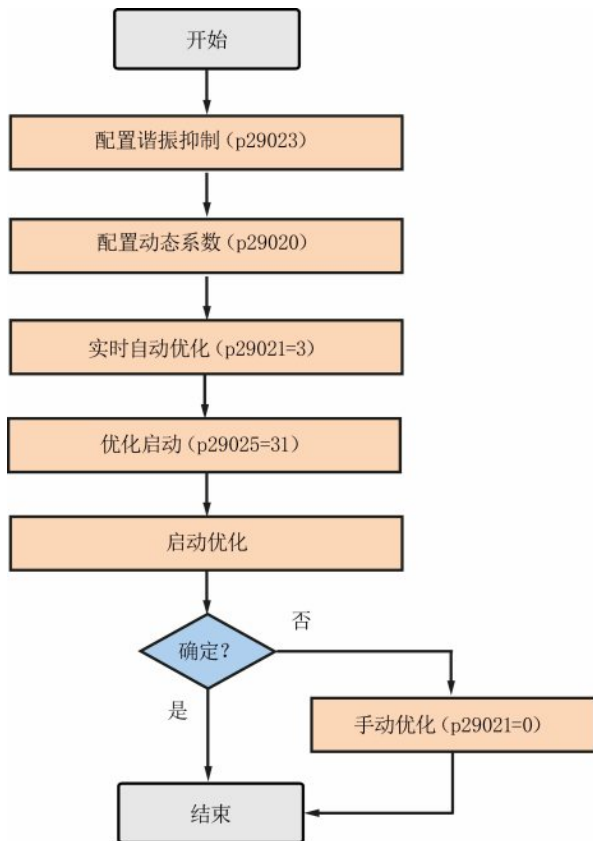 开始
配置谐振抑制(p29023)
配置动态系数(p29020)
实时自动优化(p29021=3)
优化启动(p29025=31)
启动优化
确定?
否
是
手动优化(p29021=0)
结束